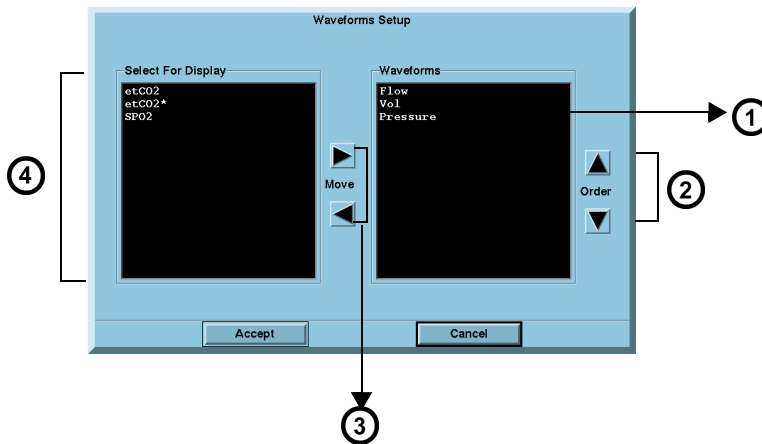 Waveforms Setup
Select For Display
etCO2
etCO2*
SPO2
Move
Waveforms
Flow
Vol
Pressure
Order
Accept
Cancel
1
2
3
4